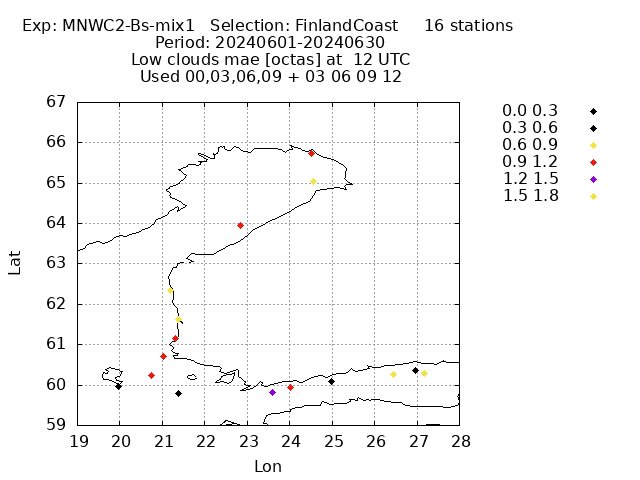 Exp: MNWC2-Bs-mix1 Selection: FinlandCoast 16 stations
Period: 20240601-20240630
Low clouds mae [octas] at 12 UTC
Used 00,03,06,09 + 03 06 09 12
67
66
65
64
63
62
61
60
59
Lat
19 20 21 22 23 24 25 26 27 28
Lon
0.0 0.3
0.3 0.6
0.6 0.9
0.9 1.2
1.2 1.5
1.5 1.8